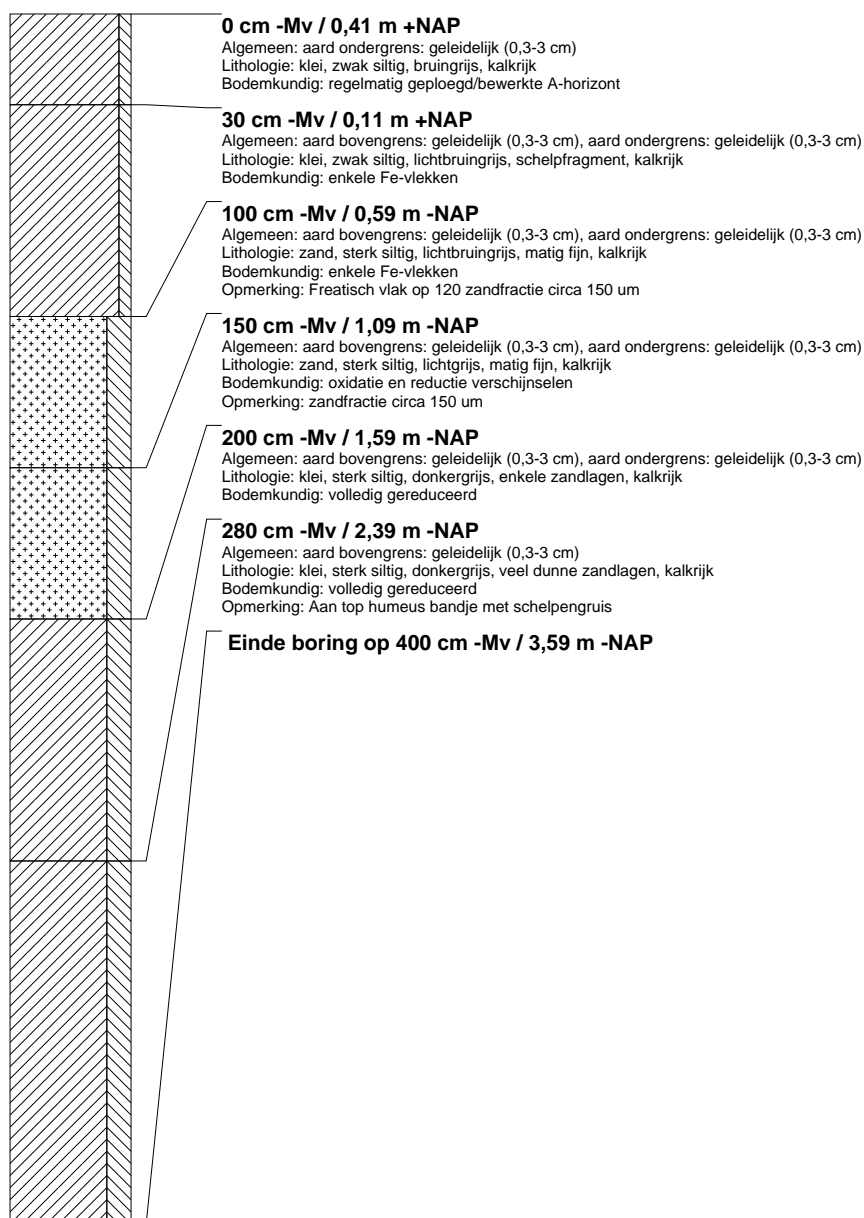 0 cm -Mv / 0,41 m +NAP
Algemeen: aard ondergrens: geleidelijk (0,3-3 cm)
Lithologie: klei, zwak siltig, bruingrijs, kalkrijk
Bodemkundig: regelmatig geploegd/bewerkte A-horizont
30 cm -Mv / 0,11 m +NAP
Algemeen: aard bovengrens: geleidelijk (0,3-3 cm), aard ondergrens: geleidelijk (0,3-3 cm)
Lithologie: klei, zwak siltig, lichtbruingrijs, schelpfragment, kalkrijk
Bodemkundig: enkele Fe-vlekken
100 cm -Mv / 0,59 m -NAP
Algemeen: aard bovengrens: geleidelijk (0,3-3 cm), aard ondergrens: geleidelijk (0,3-3 cm)
Lithologie: zand, sterk siltig, lichtbruingrijs, matig fijn, kalkrijk
Bodemkundig: enkele Fe-vlekken
Opmerking: Freatisch vlak op 120 zandfractie circa 150 um
150 cm -Mv / 1,09 m -NAP
Algemeen: aard bovengrens: geleidelijk (0,3-3 cm), aard ondergrens: geleidelijk (0,3-3 cm)
Lithologie: zand, sterk siltig, lichtgrijs, matig fijn, kalkrijk
Bodemkundig: oxidatie en reductie verschijnselen
Opmerking: zandfractie circa 150 um
200 cm -Mv / 1,59 m -NAP
Algemeen: aard bovengrens: geleidelijk (0,3-3 cm), aard ondergrens: geleidelijk (0,3-3 cm)
Lithologie: klei, sterk siltig, donkergrijs, enkele zandlagen, kalkrijk
Bodemkundig: volledig gereduceerd
280 cm -Mv / 2,39 m -NAP
Algemeen: aard bovengrens: geleidelijk (0,3-3 cm)
Lithologie: klei, sterk siltig, donkergrijs, veel dunne zandlagen, kalkrijk
Bodemkundig: volledig gereduceerd
Opmerking: Aan top humeus bandje met schelpengruis
Einde boring op 400 cm -Mv / 3,59 m -NAP